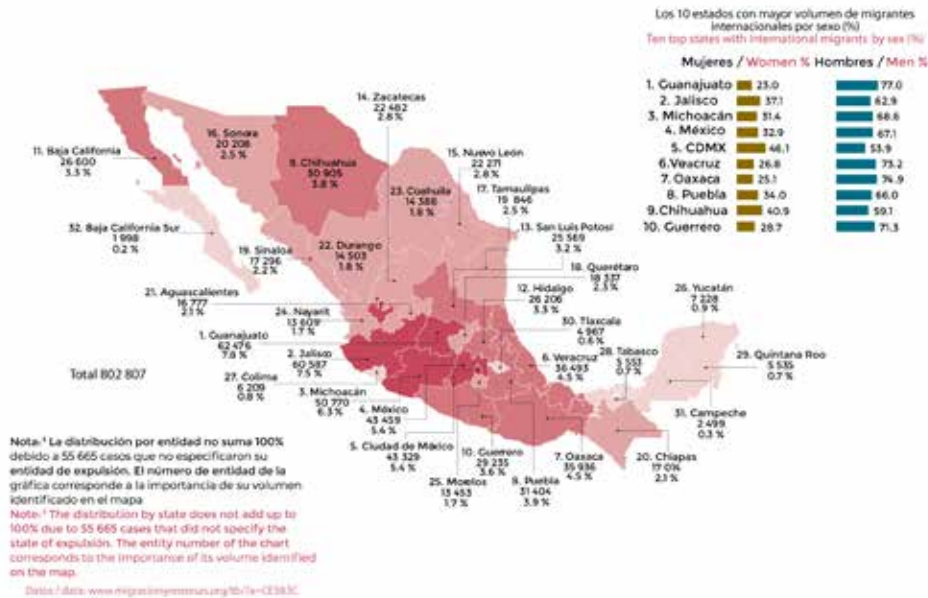 Los 10 estados con mayor volumen de migrantes
internacionales por sexo (%)
Ten top states with international migrants by sex (%)
Mujeres / Women % Hombres / Men %
1. Guanajuato 23.0 77.0
2. Jalisco 37.1 62.9
3. Michoacán 31.4 68.6
4. México 32.9 67.1
5. CDMX 46.1 53.9
6.Veracruz 26.8 73.2
7. Oaxaca 25.1 74.9
8. Puebla 34.0 66.0
9.Chihuahua 40.9 59.1
10. Guerrero 28.7 71.3
14. Zacatecas
22 482
2.8 %
16. Sonora
20 208
2.5 %
11. Baja California
26 600
3.3 %
9. Chihuahua
30 905
3.8 %
15. Nuevo León
22 271
2.8 %
23. Coahuila
14 388
1.8 %
17. Tamaulipas
19 846
2.5 %
32. Baja California Sur
1 998
0.2 %
13. San Luis Potosí
25 569
3.2 %
19. Sinaloa
17 296
2.2 %
22. Durango
14 503
1.8 %
18. Querétaro
18 337
2.3 %
21. Aguascalientes
16 777
2.1 %
12. Hidalgo
26 206
3.3 %
26. Yucatán
7 228
0.9 %
24. Nayarit
13 609
1.7 %
30. Tlaxcala
4 967
0.6 %
1. Guanajuato
62 476
7.8 %
28. Tabasco
5 553
0.7 %
29. Quintana Roo
5 535
0.7 %
2. Jalisco
60 587
7.5 %
6. Veracruz
36 493
4.5 %
Total 802 807
27. Colima
6 209
0.8 %
3. Michoacán
50 770
6.3 %
31. Campeche
2 499
0.3 %
4. México
43 459
5.4 %
5. Ciudad de México
43 329
5.4 %
10. Guerrero
29 235
3.6 %
7. Oaxaca
35 936
4.5 %
20. Chiapas
17 014
2.1 %
25. Morelos
13 453
1.7 %
8. Puebla
31 404
3.9 %
Nota:¹ La distribución por entidad no suma 100%
debido a 55 665 casos que no especificaron su
entidad de expulsión. El número de entidad de la
gráfica corresponde a la importancia de su volumen
identificado en el mapa
Note:¹ The distribution by state does not add up to
100% due to 55 665 cases that did not specify the
state of expulsión. The entity number of the chart
corresponds to the importance of its volume identified
on the map.
Datos / data: